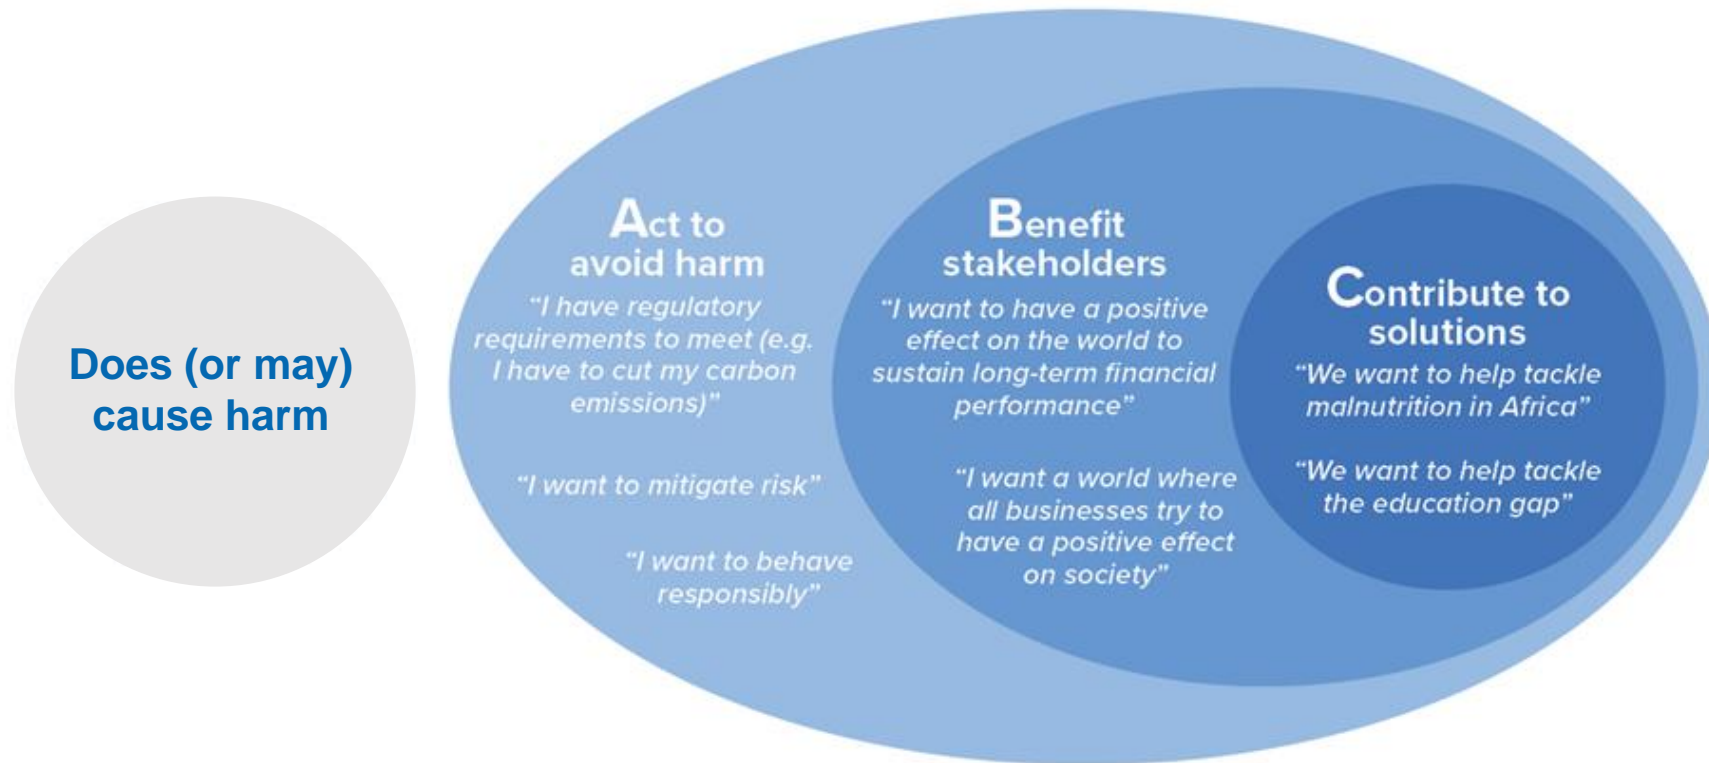 Does (or may)
cause harm
Act to
avoid harm
“I have regulatory
requirements to meet (e.g.
I have to cut my carbon
emissions)”
“I want to mitigate risk”
“I want to behave
responsibly”
Benefit
stakeholders
“I want to have a positive
effect on the world to
sustain long-term financial
performance”
“I want a world where
all businesses try to
have a positive effect
on society”
Contribute to
solutions
“We want to help tackle
malnutrition in Africa”
“We want to help tackle
the education gap”